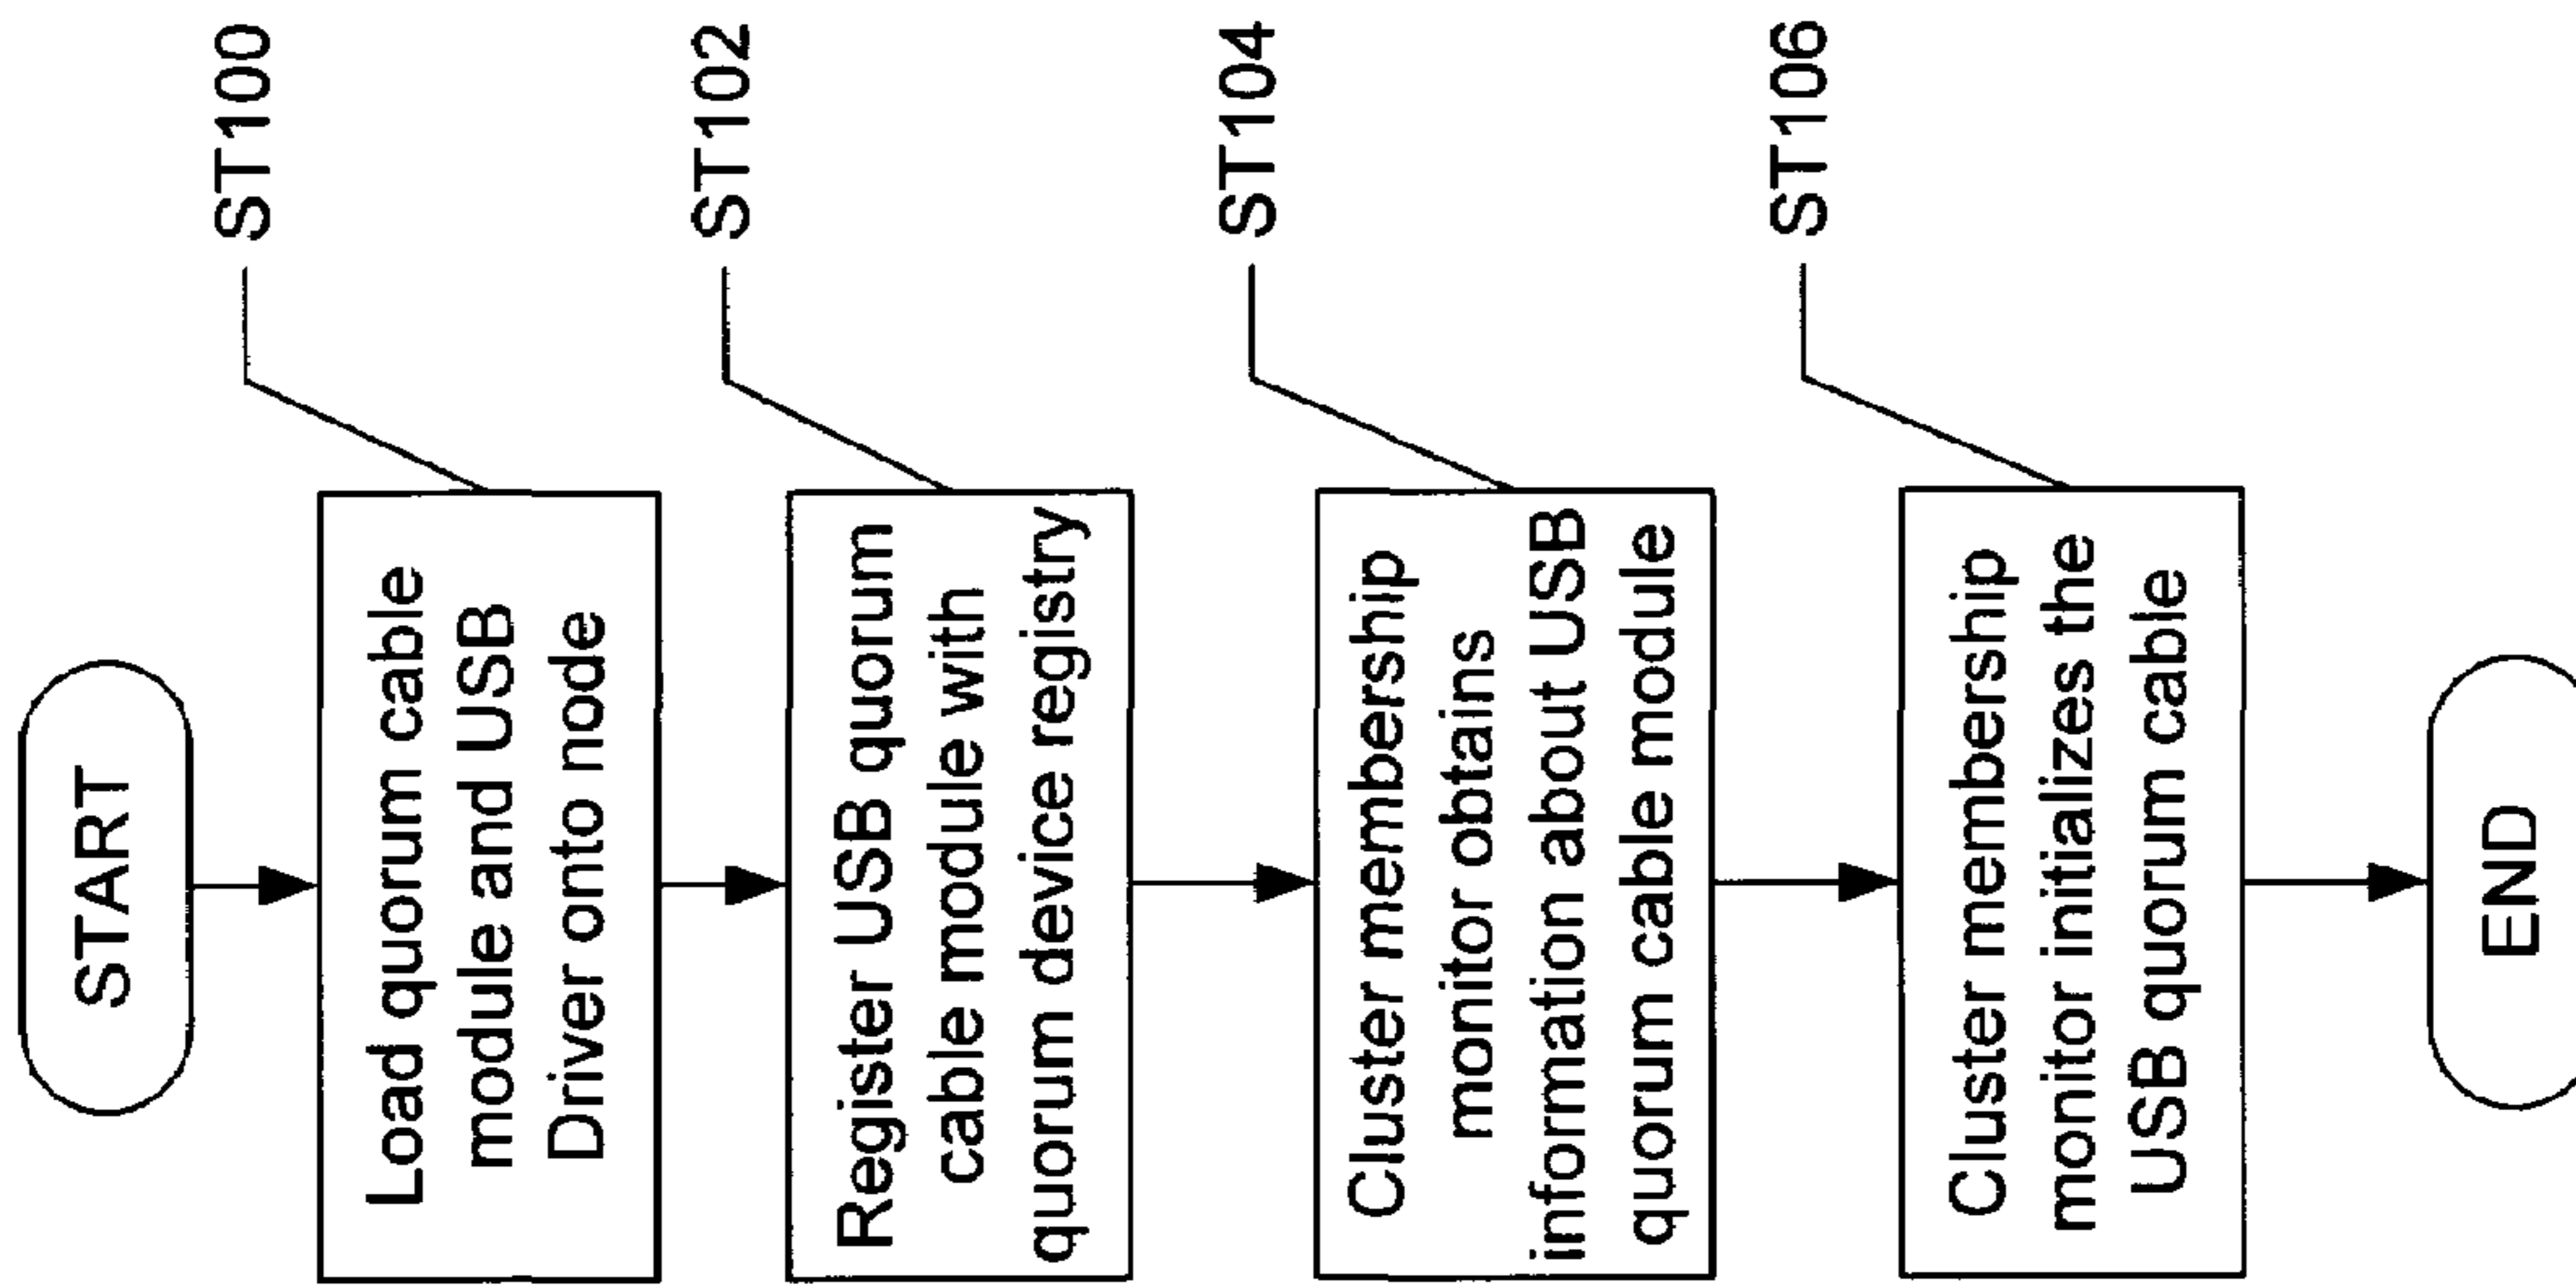 START
Load quorum cable
module and USB
Driver onto node
ST100
Register USB quorum
cable module with
quorum device registry
ST102
Cluster membership
monitor obtains
information about USB
quorum cable module
ST104
Cluster membership
monitor initializes the
USB quorum cable
ST106
END